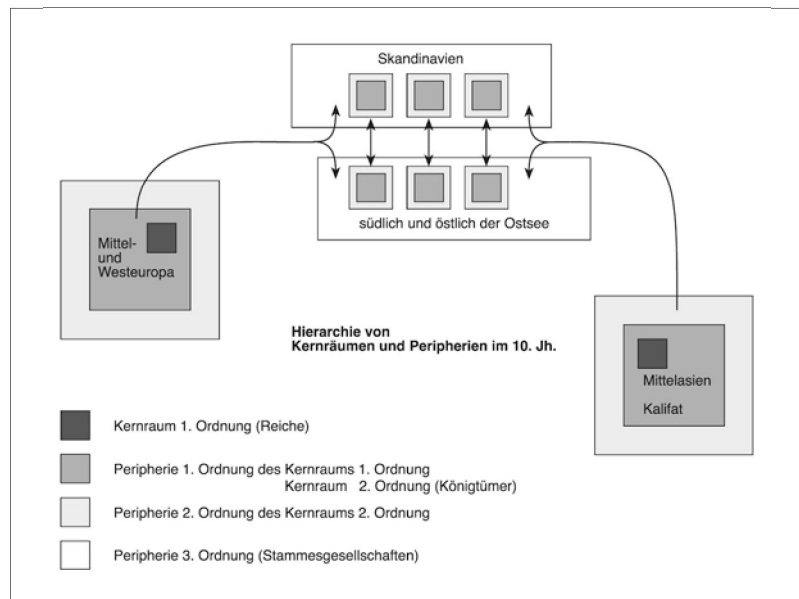 Skandinavien
südlich und östlich der Ostsee
Mittel-
und
Westeuropa
Hierarchie von
Kernräumen und Peripherien im 10. Jh.
Mittelasien
Kalifat
Kernraum 1. Ordnung (Reiche)
Peripherie 1. Ordnung des Kernraums 1. Ordnung
Kernraum 2. Ordnung (Königtümer)
Peripherie 2. Ordnung des Kernraums 2. Ordnung
Peripherie 3. Ordnung (Stammesgesellschaften)